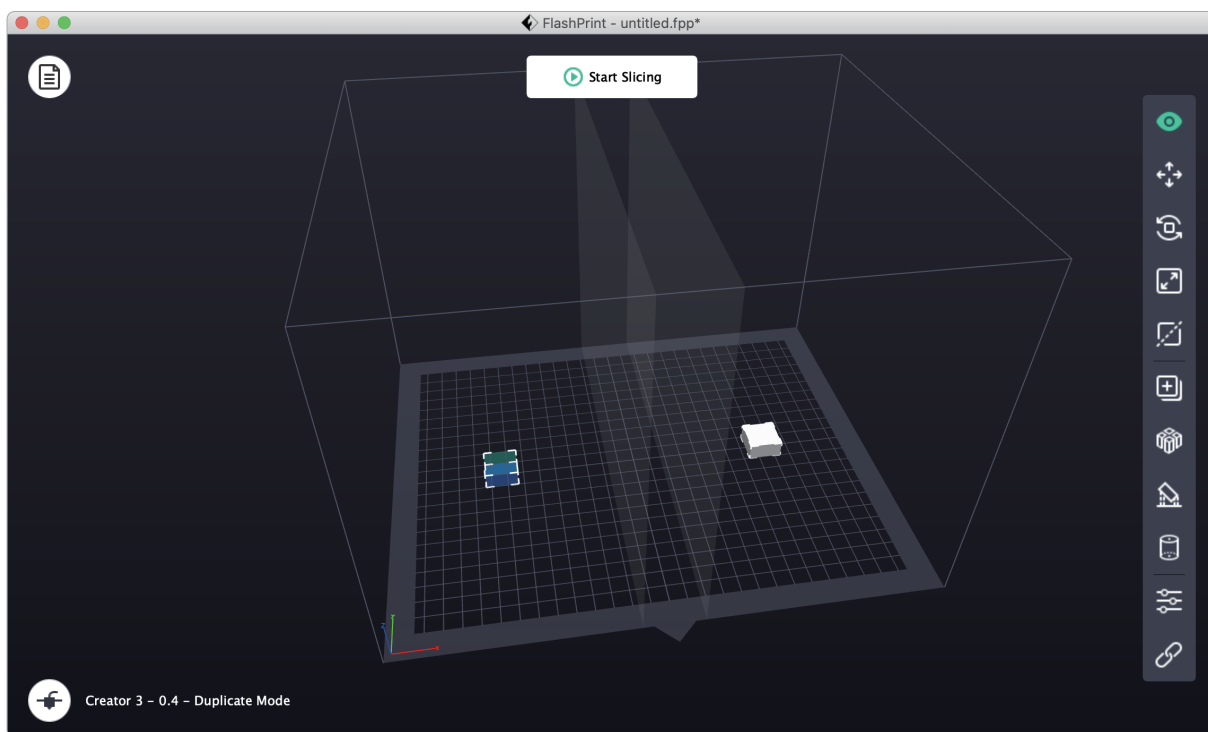 FlashPrint - untitled.fpp*
Start Slicing
Creator 3 - 0.4 - Duplicate Mode